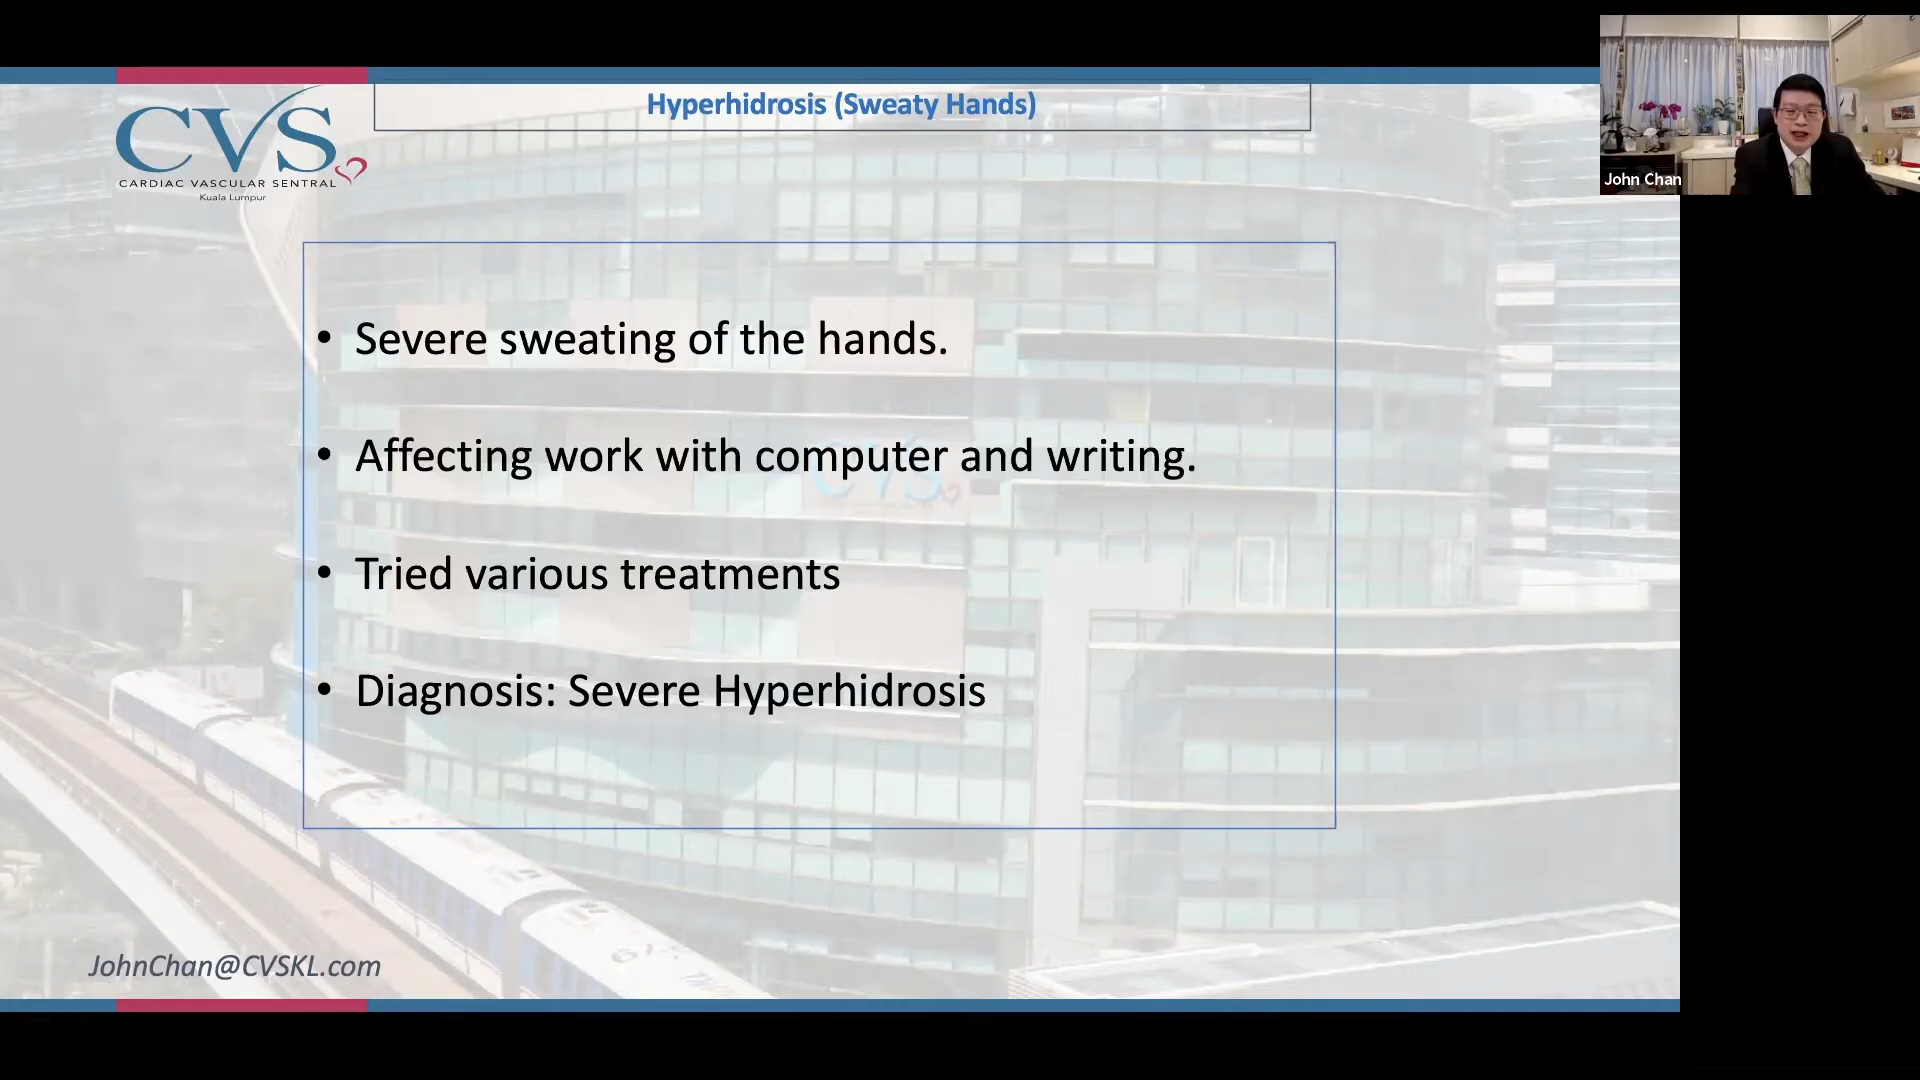 Hyperhidrosis (Sweaty Hands)
CVS
CARDIAC VASCULAR SENTRAL
Kuala Lumpur
John Chan
• Severe sweating of the hands.
• Affecting work with computer and writing.
• Tried various treatments
• Diagnosis: Severe Hyperhidrosis
CVS
JohnChan@CVSKL.com